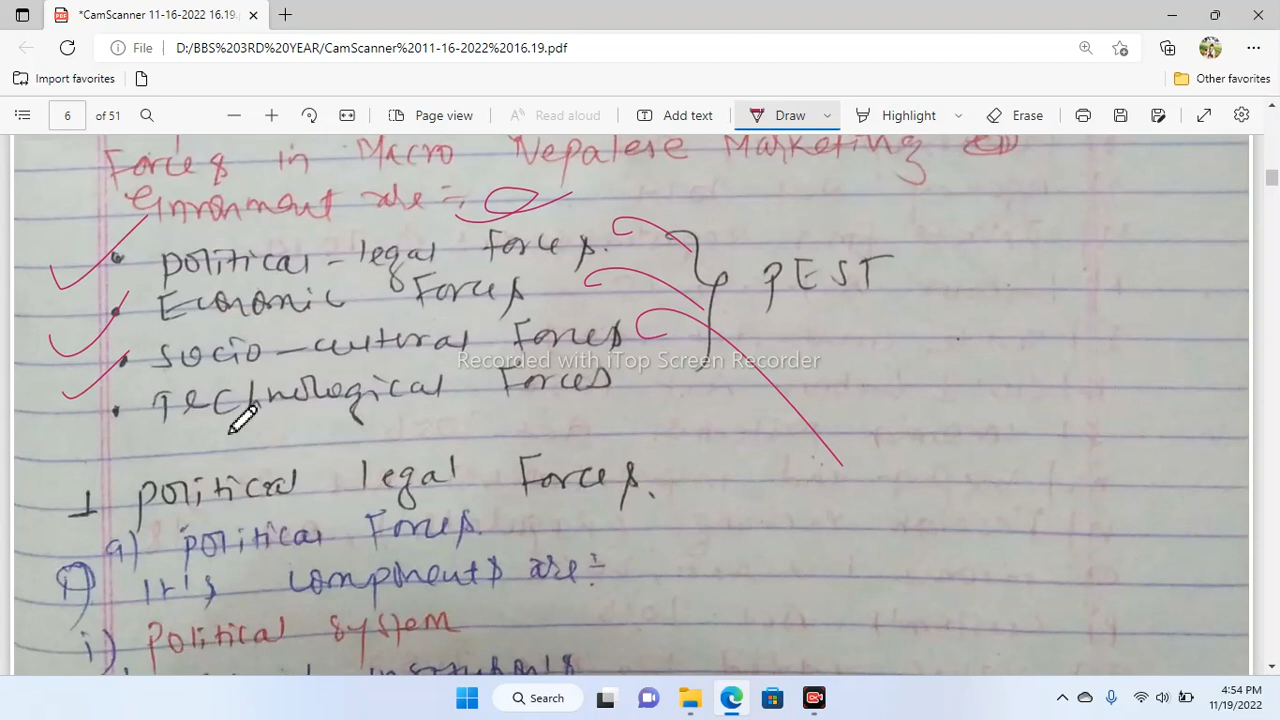 *CamScanner 11-16-2022 16.19.p
File D:/BBS%203RD%20YEAR/CamScanner%2011-16-2022%2016.19.pdf
Import favorites
Other favorites
6 of 51
Page view
Read aloud
Add text
Draw
Highlight
Erase
Forces in Macro Nepalese Marketing
Environment are :-
• political-legal forces.
• Economic Forces
PEST
• Socio-cultural Forces
Recorded with iTop Screen Recorder
• Technological Forces
1 political legal Forces.
a) political Forces
It's components are:-
i) Political system
Search
4:54 PM
11/19/2022